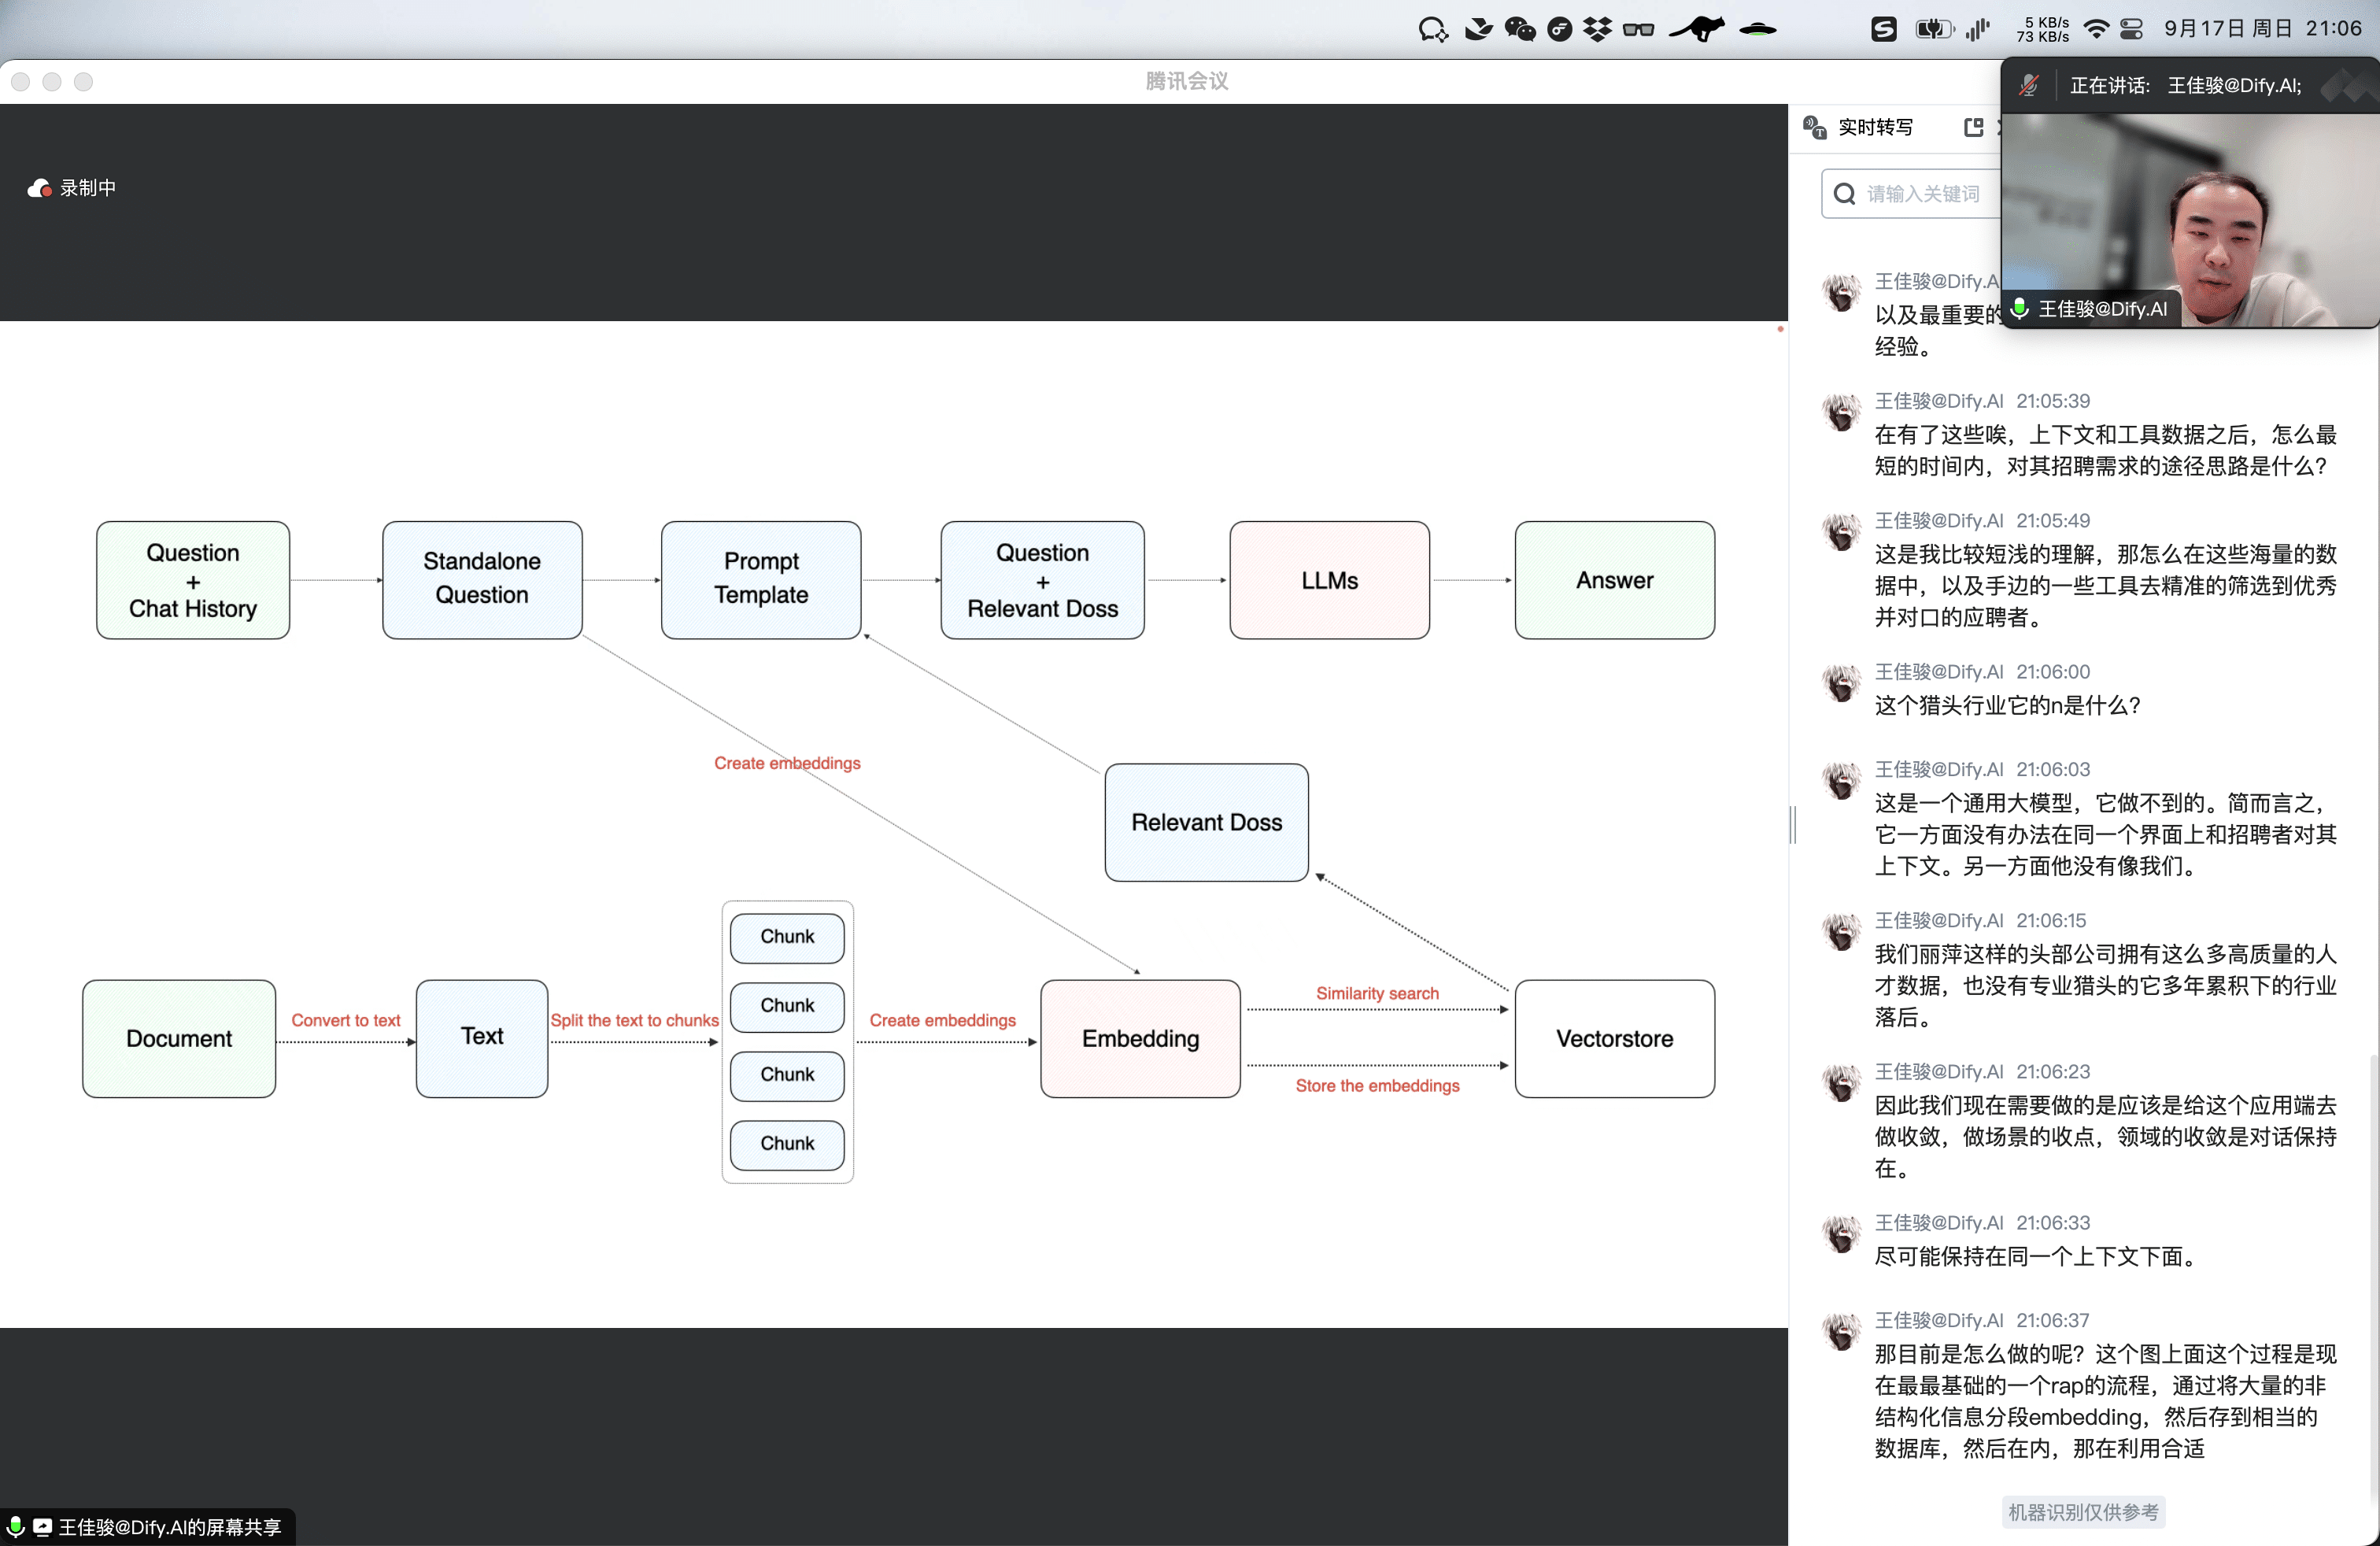 5 KB/s
73 KB/s
9月17日 周日 21:06
腾讯会议
正在讲话: 王佳骏@Dify.AI;
王佳骏@Dify.AI
录制中
Question
+
Chat History
Standalone
Question
Prompt
Template
Question
+
Relevant Doss
LLMs
Answer
Create embeddings
Relevant Doss
Document
Convert to text
Text
Split the text to chunks
Chunk
Chunk
Chunk
Chunk
Create embeddings
Embedding
Similarity search
Store the embeddings
Vectorstore
王佳骏@Dify.AI的屏幕共享
实时转写
请输入关键词
王佳骏@Dify.A
以及最重要的
经验。
王佳骏@Dify.AI 21:05:39
在有了这些唉，上下文和工具数据之后，怎么最
短的时间内，对其招聘需求的途径思路是什么?
王佳骏@Dify.AI 21:05:49
这是我比较短浅的理解，那怎么在这些海量的数
据中，以及手边的一些工具去精准的筛选到优秀
并对口的应聘者。
王佳骏@Dify.AI 21:06:00
这个猎头行业它的n是什么?
王佳骏@Dify.AI 21:06:03
这是一个通用大模型，它做不到的。简而言之，
它一方面没有办法在同一个界面上和招聘者对其
上下文。另一方面他没有像我们。
王佳骏@Dify.AI 21:06:15
我们丽萍这样的头部公司拥有这么多高质量的人
才数据，也没有专业猎头的它多年累积下的行业
落后。
王佳骏@Dify.AI 21:06:23
因此我们现在需要做的是应该是给这个应用端去
做收敛，做场景的收点，领域的收敛是对话保持
在。
王佳骏@Dify.AI 21:06:33
尽可能保持在同一个上下文下面。
王佳骏@Dify.AI 21:06:37
那目前是怎么做的呢？这个图上面这个过程是现
在最最基础的一个rap的流程，通过将大量的非
结构化信息分段embedding，然后存到相当的
数据库，然后在内，那在利用合适
机器识别仅供参考